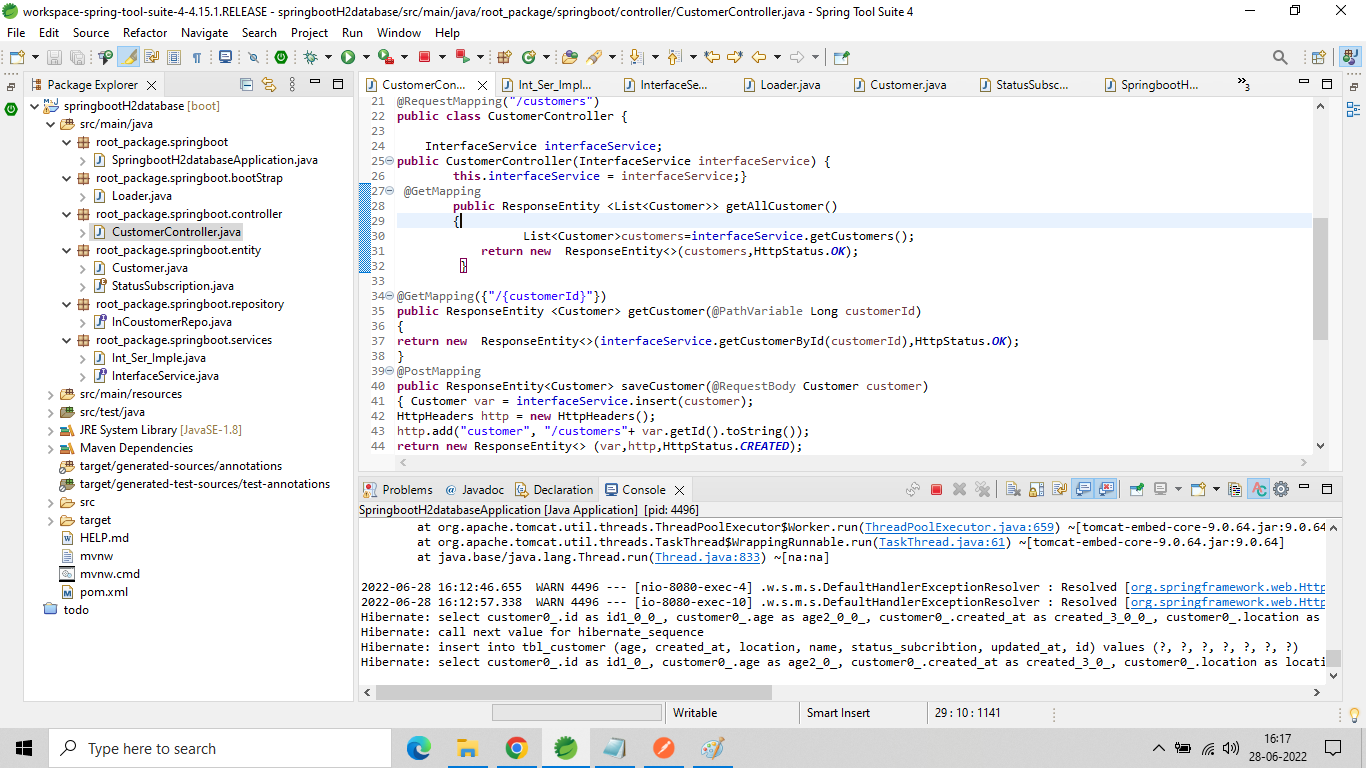 workspace-spring-tool-suite-4-4.15.1.RELEASE - springbootH2database/src/main/java/root_package/springboot/controller/CustomerController.java - Spring Tool Suite 4
File Edit Source Refactor Navigate Search Project Run Window Help
Package Explorer
springbootH2database [boot]
src/main/java
root_package.springboot
SpringbootH2databaseApplication.java
root_package.springboot.bootStrap
Loader.java
root_package.springboot.controller
CustomerController.java
root_package.springboot.entity
Customer.java
StatusSubscription.java
root_package.springboot.repository
InCoustomerRepo.java
root_package.springboot.services
Int_Ser_Imple.java
InterfaceService.java
src/main/resources
src/test/java
JRE System Library [JavaSE-1.8]
Maven Dependencies
target/generated-sources/annotations
target/generated-test-sources/test-annotations
src
target
HELP.md
mvnw
mvnw.cmd
pom.xml
todo
CustomerCon... Int_Ser_Impl... InterfaceSe... Loader.java Customer.java StatusSubsc... SpringbootH... »3
21 @RequestMapping("/customers")
22 public class CustomerController {
23
24 InterfaceService interfaceService;
25 public CustomerController(InterfaceService interfaceService) {
26 this.interfaceService = interfaceService;}
27 @GetMapping
28 public ResponseEntity <List<Customer>> getAllCustomer()
29 {
30 List<Customer>customers=interfaceService.getCustomers();
31 return new ResponseEntity<>(customers,HttpStatus.OK);
32 }
33
34 @GetMapping({"/{customerId}"})
35 public ResponseEntity <Customer> getCustomer(@PathVariable Long customerId)
36 {
37 return new ResponseEntity<>(interfaceService.getCustomerById(customerId),HttpStatus.OK);
38 }
39 @PostMapping
40 public ResponseEntity<Customer> saveCustomer(@RequestBody Customer customer)
41 { Customer var = interfaceService.insert(customer);
42 HttpHeaders http = new HttpHeaders();
43 http.add("customer", "/customers"+ var.getId().toString());
44 return new ResponseEntity<> (var,http,HttpStatus.CREATED);
Problems @ Javadoc Declaration Console
SpringbootH2databaseApplication [Java Application] [pid: 4496]
at org.apache.tomcat.util.threads.ThreadPoolExecutor$Worker.run(ThreadPoolExecutor.java:659) ~[tomcat-embed-core-9.0.64.jar:9.0.64
at org.apache.tomcat.util.threads.TaskThread$WrappingRunnable.run(TaskThread.java:61) ~[tomcat-embed-core-9.0.64.jar:9.0.64]
at java.base/java.lang.Thread.run(Thread.java:833) ~[na:na]
2022-06-28 16:12:46.655 WARN 4496 --- [nio-8080-exec-4] .w.s.m.s.DefaultHandlerExceptionResolver : Resolved [org.springframework.web.Http
2022-06-28 16:12:57.338 WARN 4496 --- [io-8080-exec-10] .w.s.m.s.DefaultHandlerExceptionResolver : Resolved [org.springframework.web.Http
Hibernate: select customer0_.id as id1_0_0_, customer0_.age as age2_0_0_, customer0_.created_at as created_3_0_0_, customer0_.location as
Hibernate: call next value for hibernate_sequence
Hibernate: insert into tbl_customer (age, created_at, location, name, status_subcribtion, updated_at, id) values (?, ?, ?, ?, ?, ?, ?)
Hibernate: select customer0_.id as id1_0_, customer0_.age as age2_0_, customer0_.created_at as created_3_0_, customer0_.location as locati
Writable Smart Insert 29 : 10 : 1141
Type here to search
16:17
28-06-2022